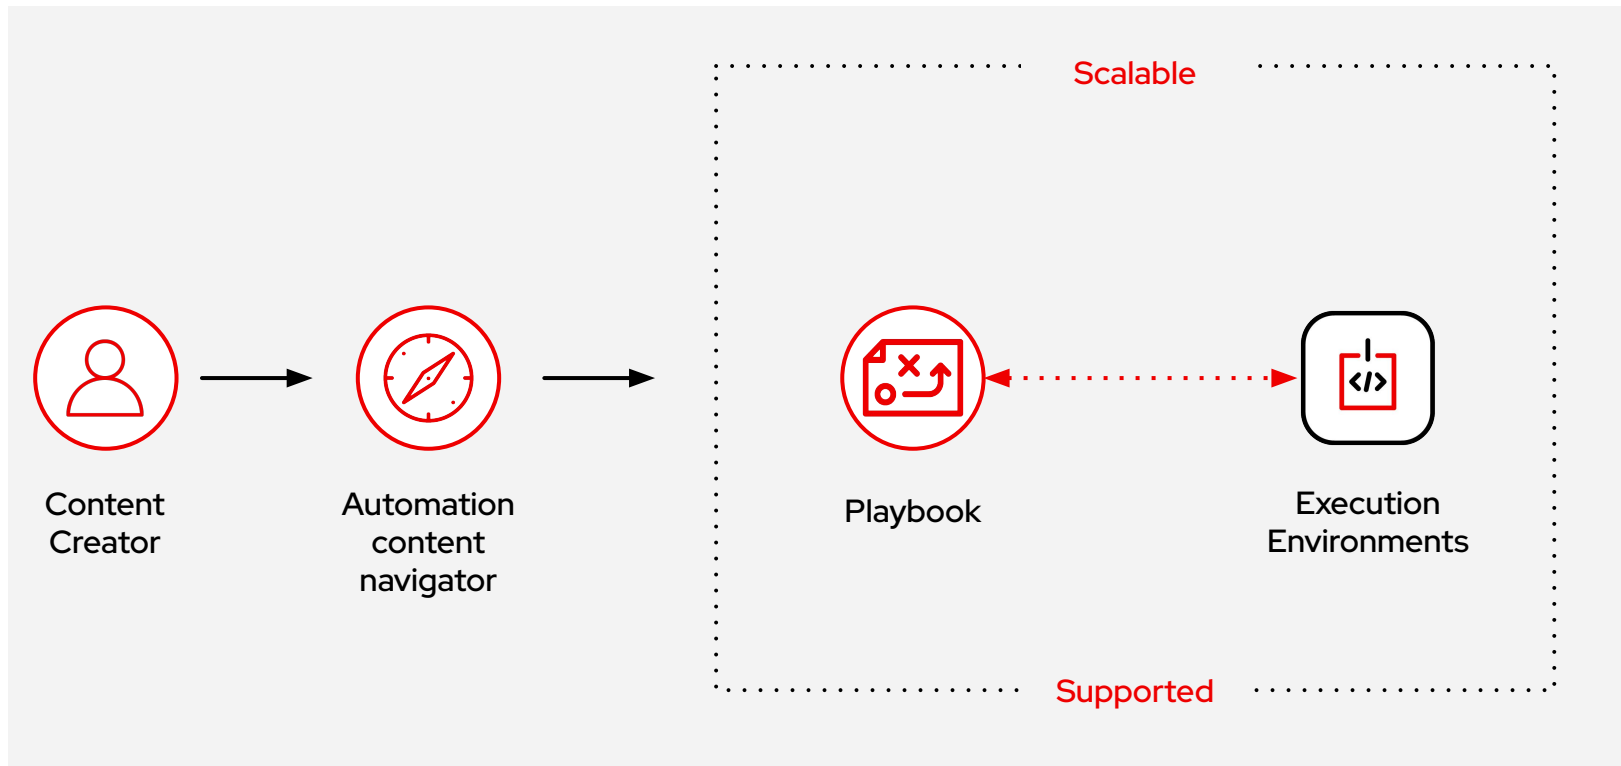 Scalable
Content
Creator
Automation
content
navigator
Playbook
</>
Execution
Environments
Supported